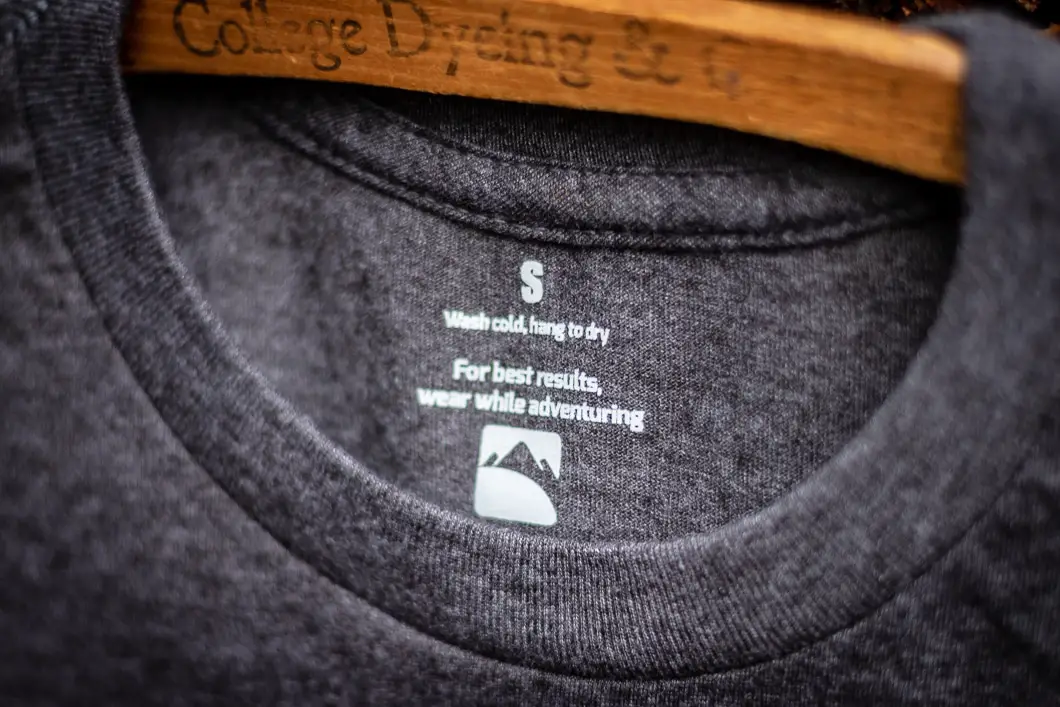 College Dyeing &
S
Wash cold, hang to dry
For best results,
wear while adventuring